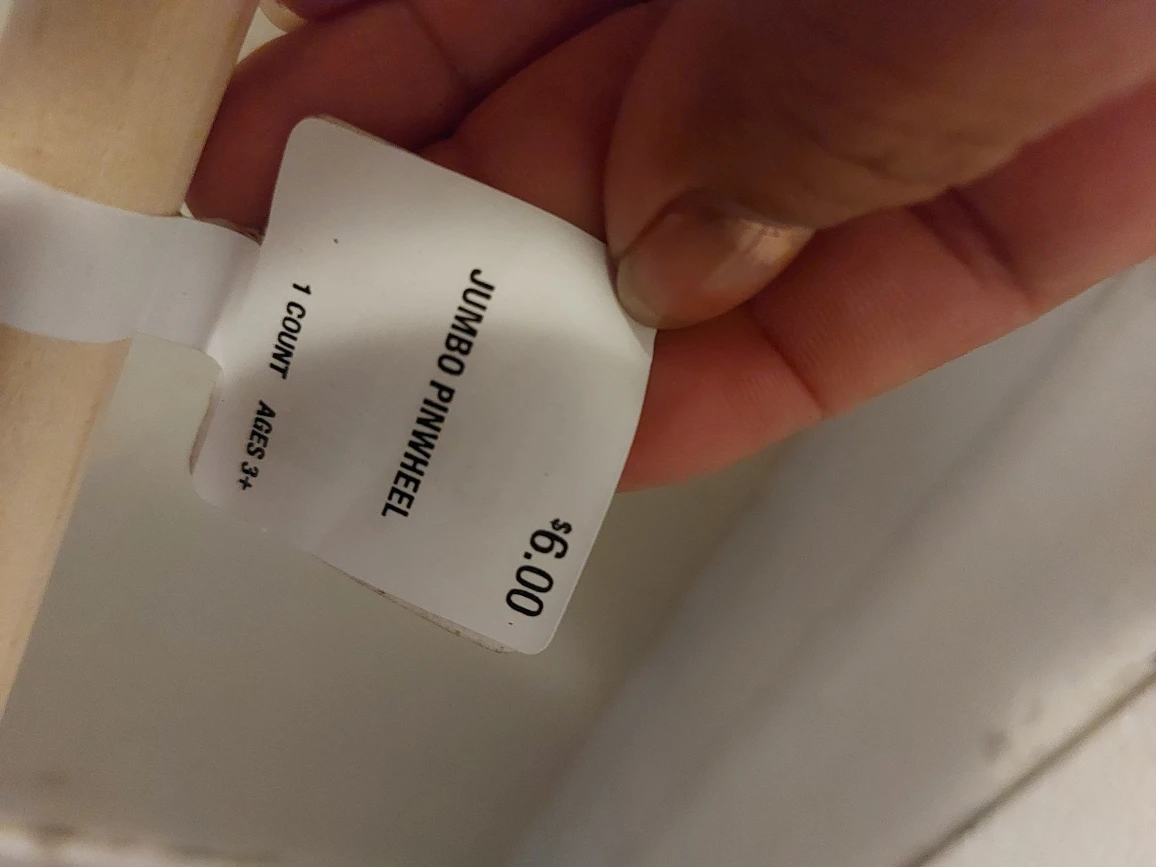 $6.00
JUMBO PINWHEEL
1 COUNT AGES 3+